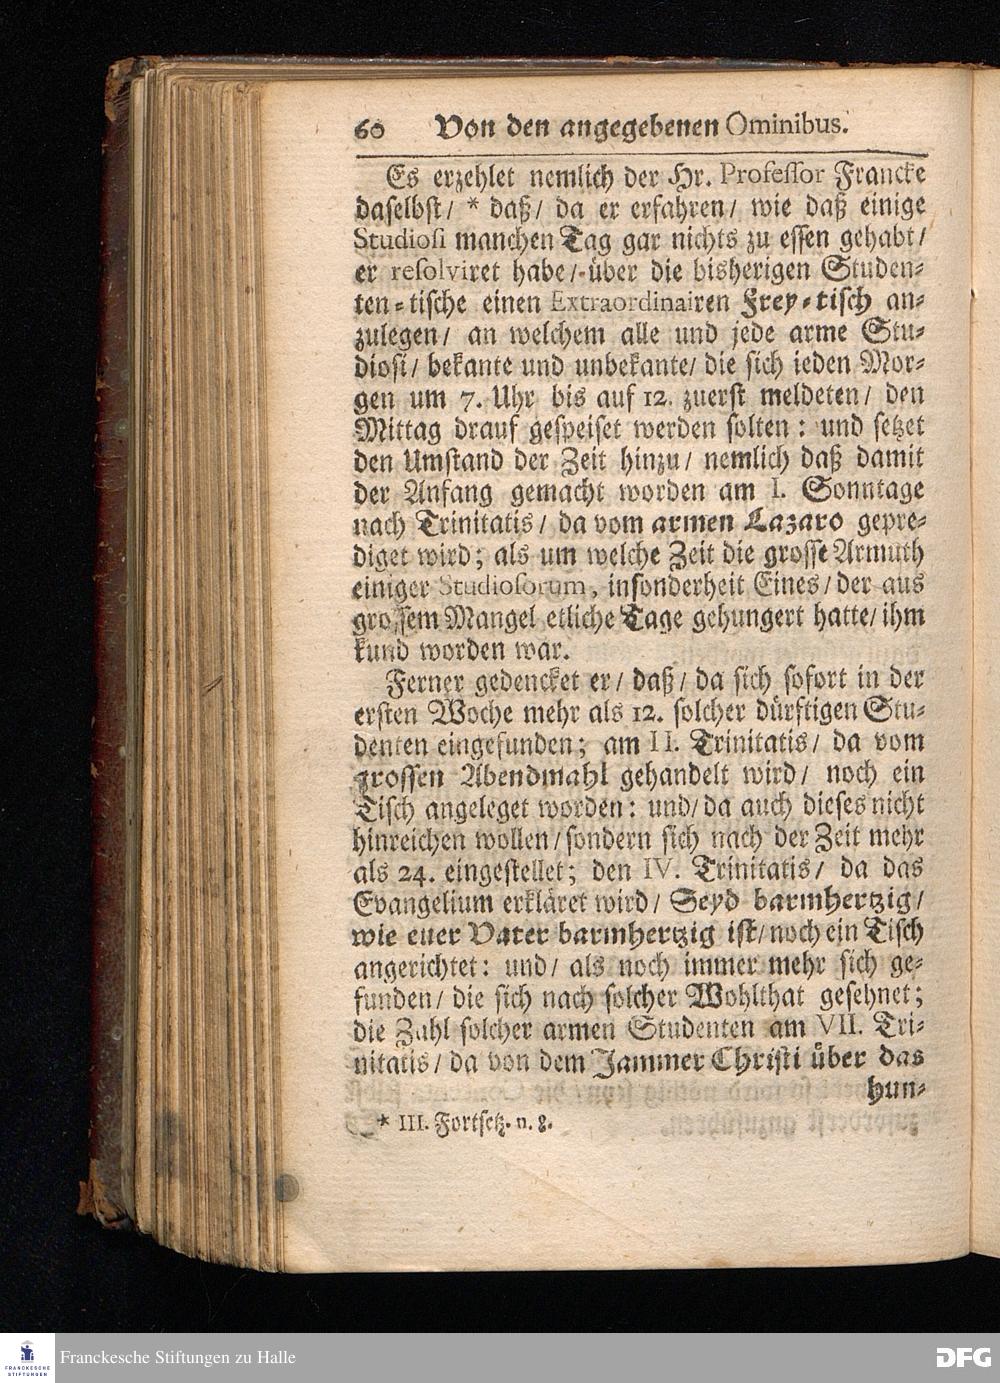 60 Von den angegebenen Ominibus.
Es erzehlet nemlich der Hr. Professor Francke
daselbst/ * daß/ da er erfahren/ wie daß einige
Studiosi manchen Tag gar nichts zu essen gehabt/
er resolviret habe/ über die bisherigen Studen-
ten-tische einen Extraordinairen Frey-tisch an-
zulegen/ an welchem alle und jede arme Stu-
diosi/ bekante und unbekante/ die sich ieden Mor-
gen um 7. Uhr bis auf 12. zuerst meldeten/ den
Mittag drauf gespeiset werden solten: und setzet
den Umstand der Zeit hinzu/ nemlich daß damit
der Anfang gemacht worden am I. Sonntage
nach Trinitatis/ da vom armen Lazaro gepre-
diget wird; als um welche Zeit die grosse Armuth
einiger Studiosorum, insonderheit Eines/ der aus
grossem Mangel etliche Tage gehungert hatte/ ihm
kund worden war.
Ferner gedencket er/ daß/ da sich sofort in der
ersten Woche mehr als 12. solcher dürftigen Stu-
denten eingefunden; am II. Trinitatis/ da vom
grossen Abendmahl gehandelt wird/ noch ein
Tisch angeleget worden: und/ da auch dieses nicht
hinreichen wollen/ sondern sich nach der Zeit mehr
als 24. eingestellet; den IV. Trinitatis/ da das
Evangelium erkläret wird/ Seyd barmhertzig/
wie euer Vater barmhertzig ist/ noch ein Tisch
angerichtet: und/ als noch immer mehr sich ge-
funden/ die sich nach solcher Wohlthat gesehnet;
die Zahl solcher armen Studenten am VII. Tri-
nitatis/ da von dem Jammer Christi über das
hun-
* III. Fortsetz. n. 8.
FRANCKESCHE
STIFTUNGEN
Franckesche Stiftungen zu Halle
DFG